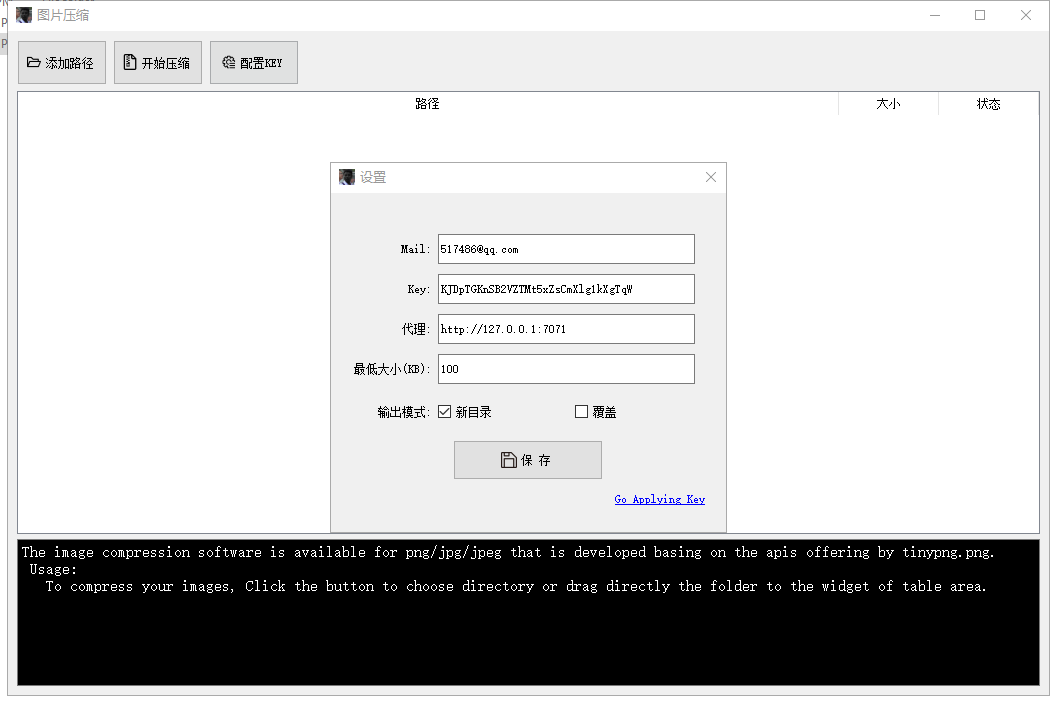 图片压缩
添加路径 开始压缩 配置KEY
路径 大小 状态
设置
Mail: 517486@qq.com
Key: KJDpTGKnSB2VZTMt5xZsCmXlg1kXgTqW
代理: http://127.0.0.1:7071
最低大小(KB): 100
输出模式: 新目录 覆盖
保 存
Go Applying Key
The image compression software is available for png/jpg/jpeg that is developed basing on the apis offering by tinypng.png.
Usage:
To compress your images, Click the button to choose directory or drag directly the folder to the widget of table area.